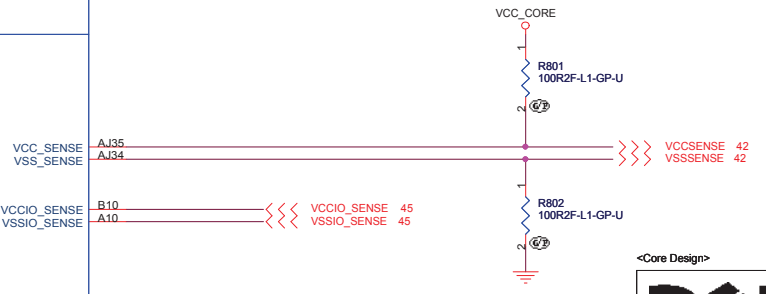 VCC_CORE
1
R801
100R2F-L1-GP-U
2 G/P
VCC_SENSE AJ35 VCCSENSE 42
VSS_SENSE AJ34 VSSSENSE 42
1
VCCIO_SENSE B10 VCCIO_SENSE 45 R802
VSSIO_SENSE A10 VSSIO_SENSE 45 100R2F-L1-GP-U
2 G/P
<Core Design>